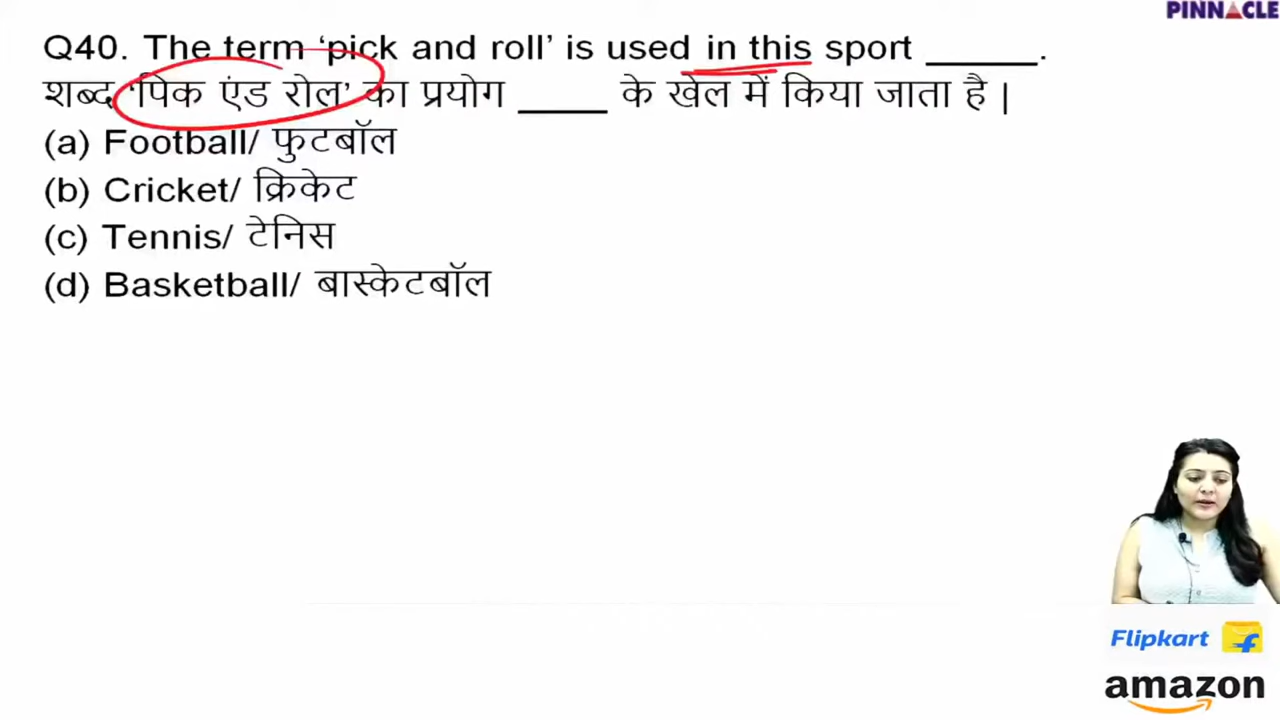 PINNACLE
Q40. The term ‘pick and roll’ is used in this sport _____.
शब्द ‘पिक एंड रोल’ का प्रयोग ____ के खेल में किया जाता है |
(a) Football/ फुटबॉल
(b) Cricket/ क्रिकेट
(c) Tennis/ टेनिस
(d) Basketball/ बास्केटबॉल
Flipkart
amazon